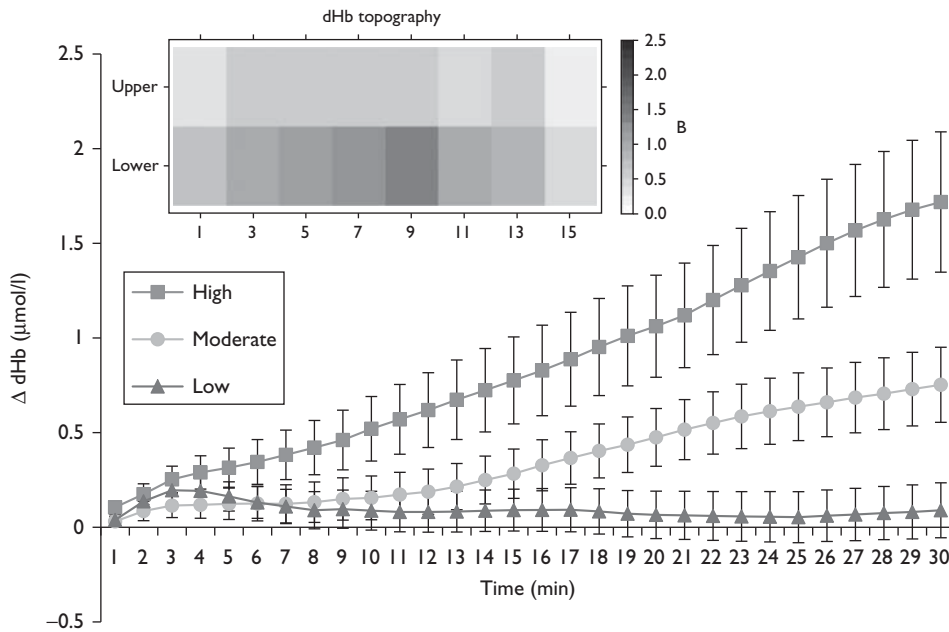 dHb topography
Upper
Lower
1 3 5 7 9 11 13 15
2.5
2.0
1.5
1.0
0.5
0.0
B
2.5
2
1.5
1
0.5
0
−0.5
Δ dHb (μmol/l)
High
Moderate
Low
1 2 3 4 5 6 7 8 9 10 11 12 13 14 15 16 17 18 19 20 21 22 23 24 25 26 27 28 29 30
Time (min)